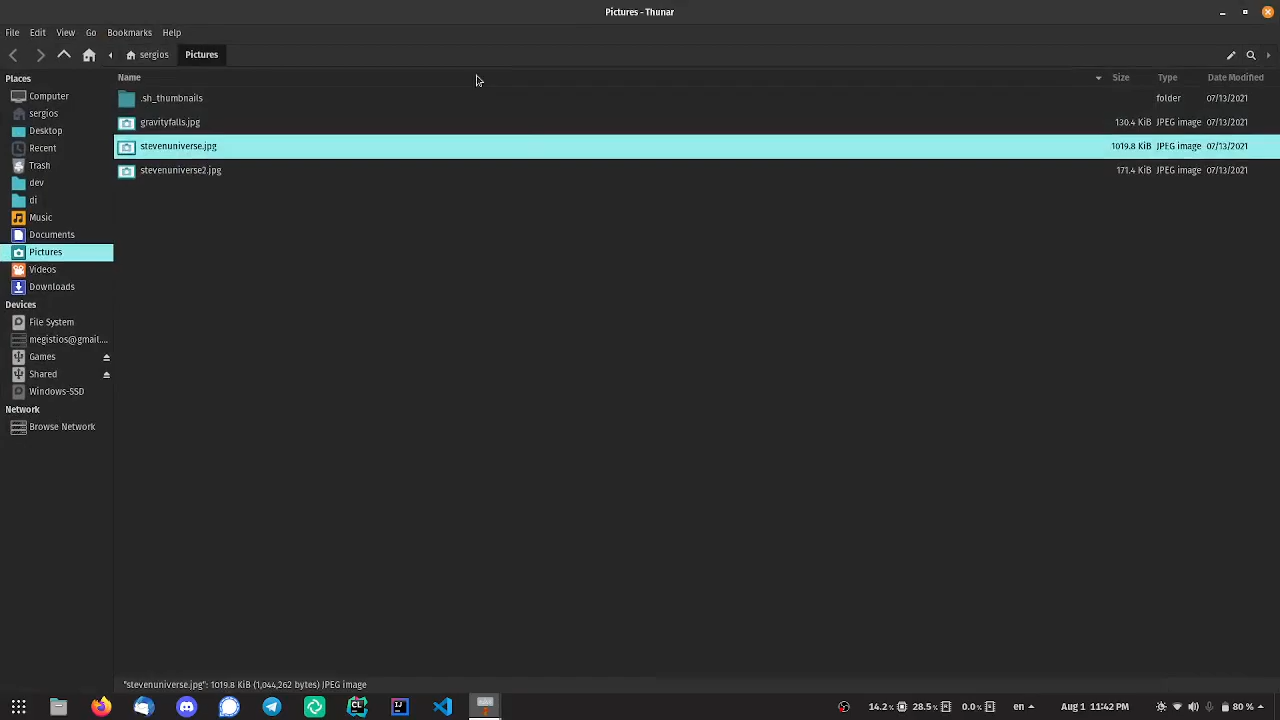 Pictures - Thunar
File Edit View Go Bookmarks Help
sergios Pictures
Places
Computer
sergios
Desktop
Recent
Trash
dev
di
Music
Documents
Pictures
Videos
Downloads
Devices
File System
megistios@gmail....
Games
Shared
Windows-SSD
Network
Browse Network
Name Size Type Date Modified
.sh_thumbnails folder 07/13/2021
gravityfalls.jpg 130.4 KiB JPEG image 07/13/2021
stevenuniverse.jpg 1019.8 KiB JPEG image 07/13/2021
stevenuniverse2.jpg 171.4 KiB JPEG image 07/13/2021
"stevenuniverse.jpg": 1019.8 KiB (1,044,262 bytes) JPEG image
CL IJ 14.2% 28.5% 0.0% en Aug 1 11:42 PM 80 %